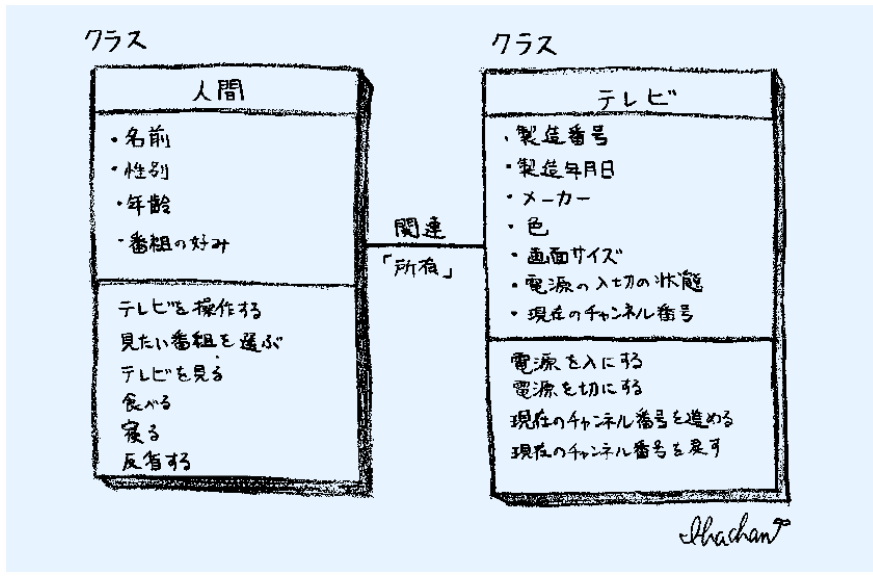 クラス
人間
・名前
・性別
・年齢
・番組の好み
テレビを操作する
見たい番組を選ぶ
テレビを見る
食べる
寝る
反省する
関連
「所有」
クラス
テレビ
・製造番号
・製造年月日
・メーカー
・色
・画面サイズ
・電源の入切の状態
・現在のチャンネル番号
電源を入にする
電源を切にする
現在のチャンネル番号を進める
現在のチャンネル番号を戻す